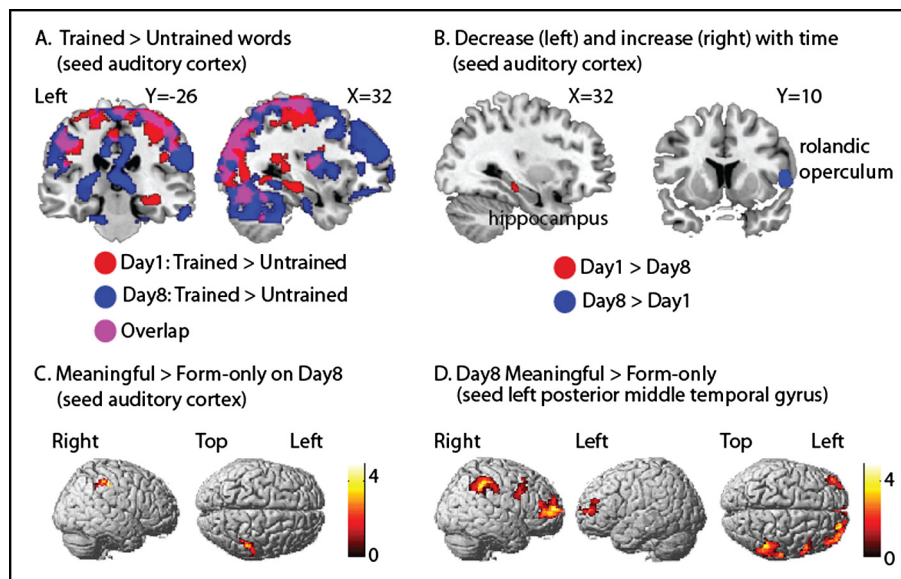 A. Trained > Untrained words
(seed auditory cortex)
Left
Y=-26
X=32
Day1: Trained > Untrained
Day8: Trained > Untrained
Overlap
B. Decrease (left) and increase (right) with time
(seed auditory cortex)
X=32
Y=10
rolandic
operculum
hippocampus
Day1 > Day8
Day8 > Day1
C. Meaningful > Form-only on Day8
(seed auditory cortex)
Right
Top
Left
4
0
D. Day8 Meaningful > Form-only
(seed left posterior middle temporal gyrus)
Right
Left
Top
Left
4
0